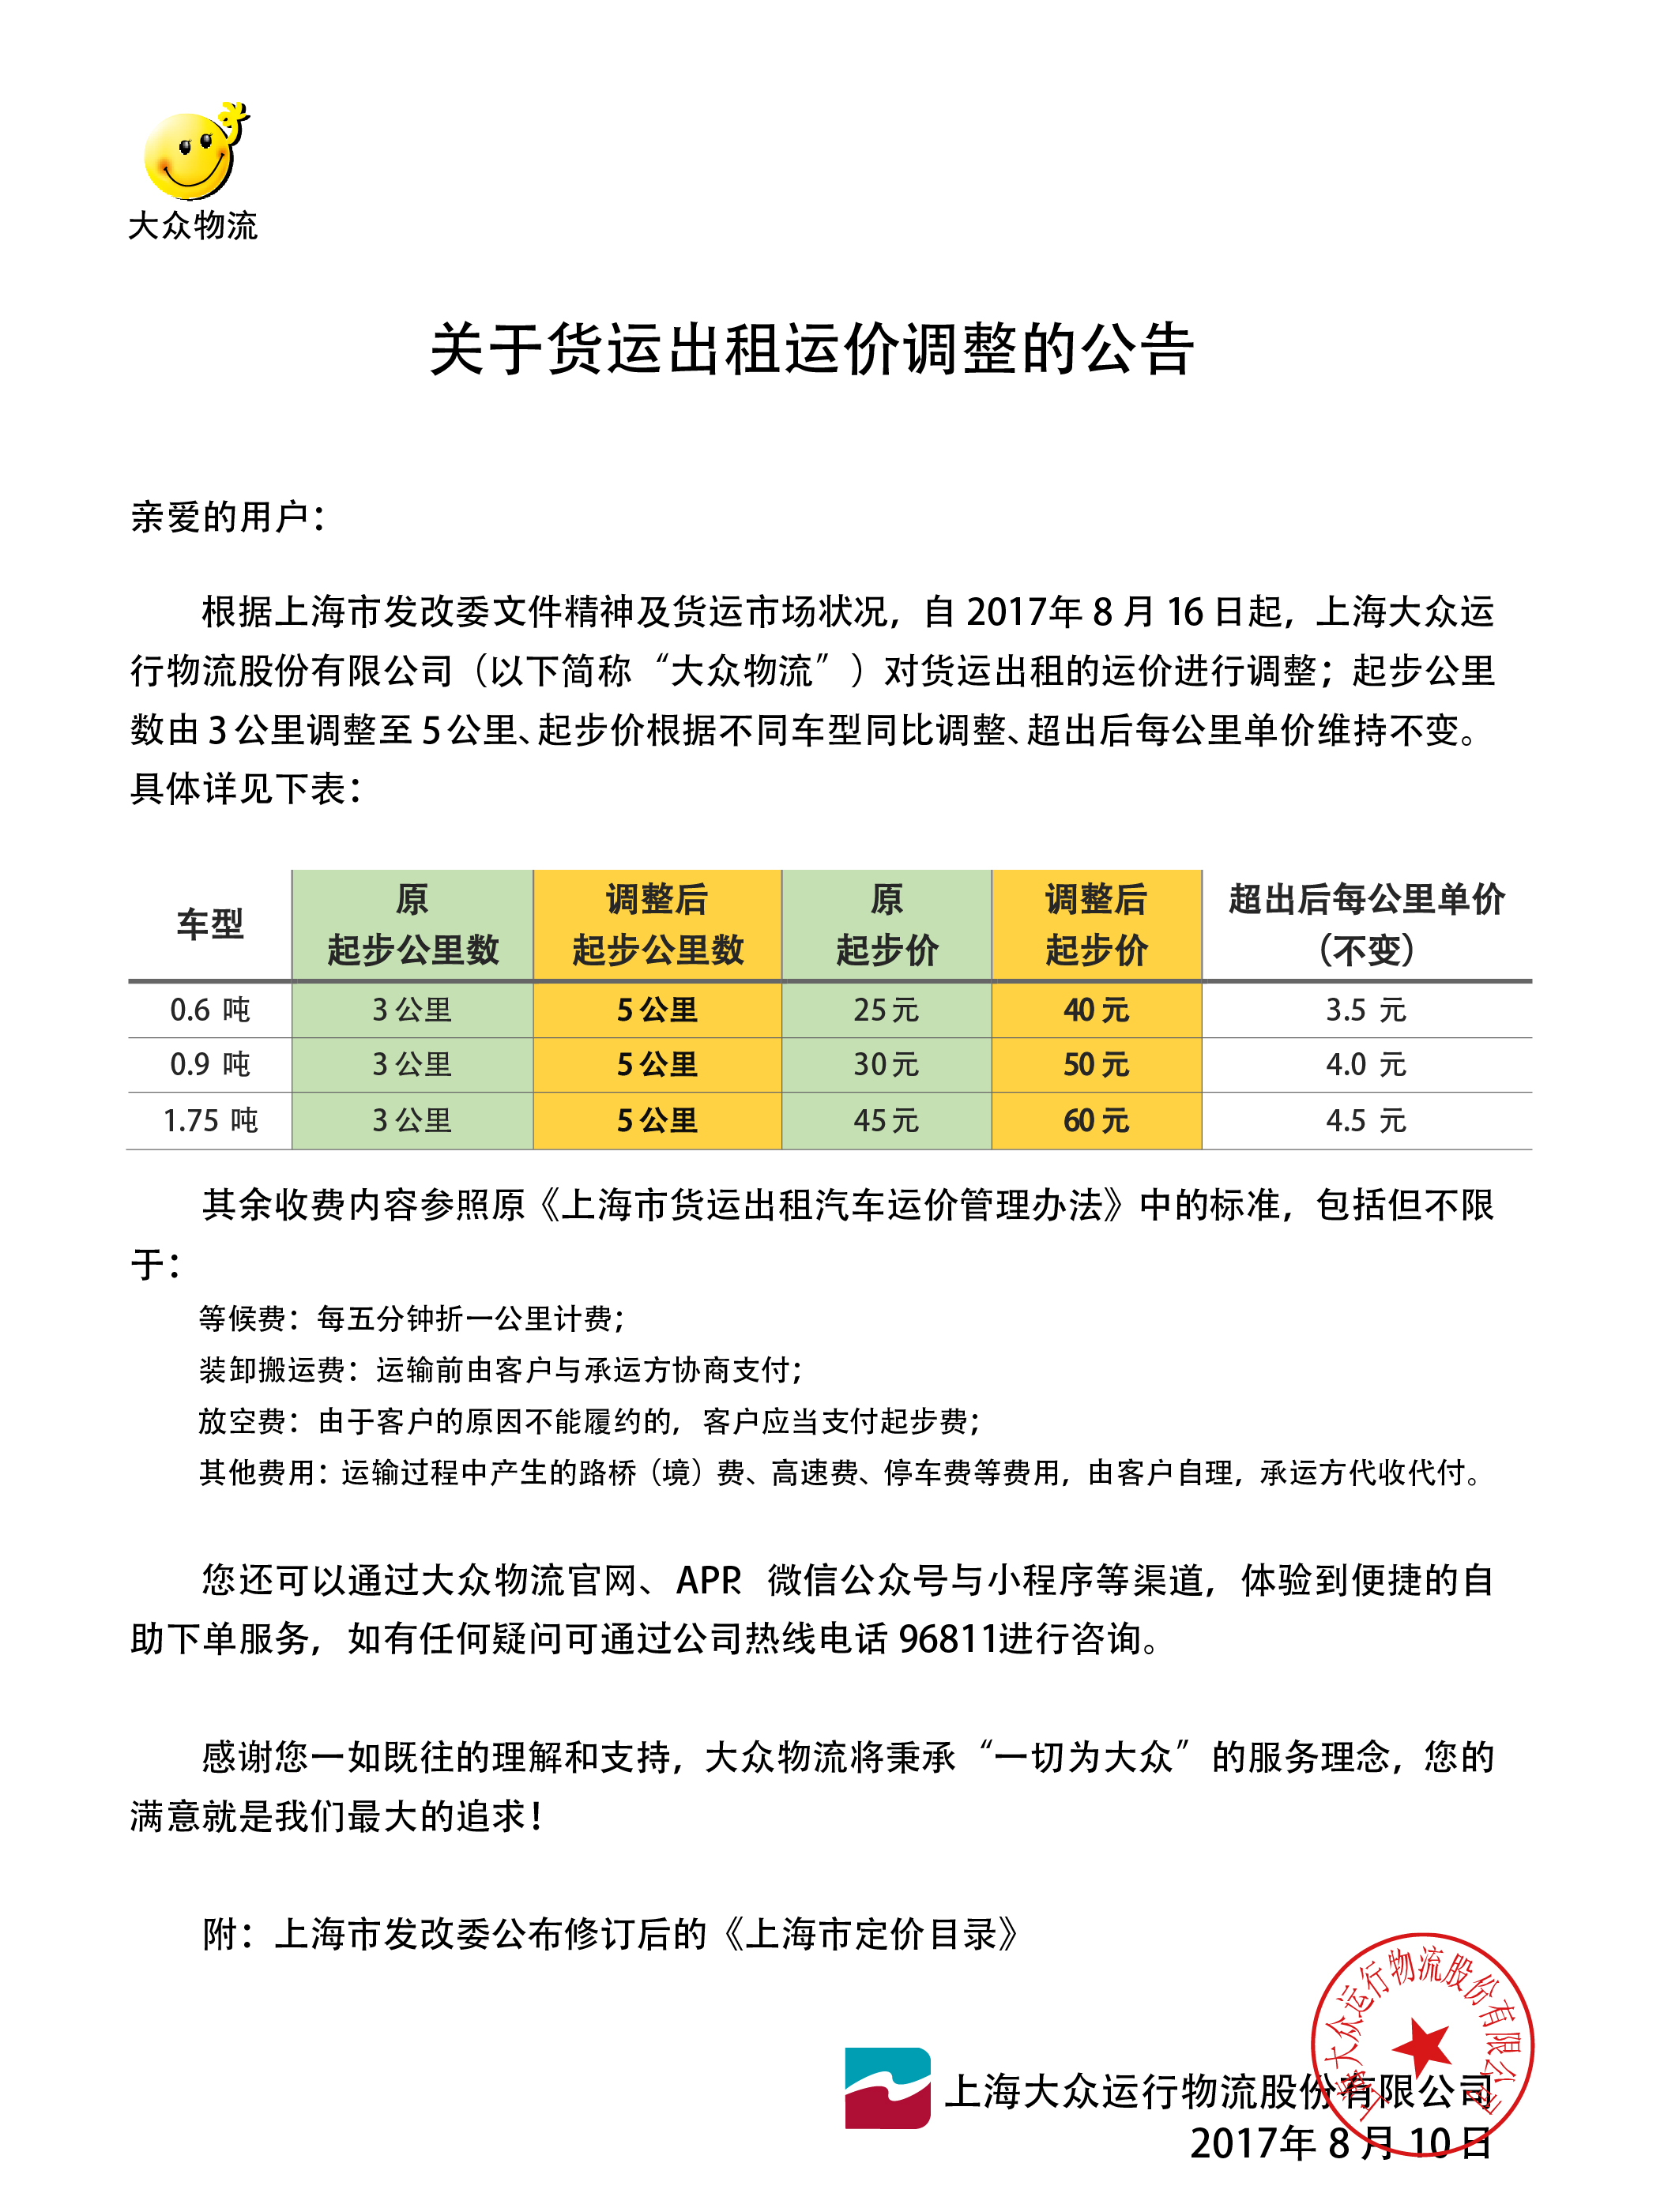 大众物流
关于货运出租运价调整的公告
亲爱的用户：
根据上海市发改委文件精神及货运市场状况，自 2017年 8 月 16 日起，上海大众运
行物流股份有限公司（以下简称“大众物流”）对货运出租的运价进行调整；起步公里
数由 3 公里调整至 5 公里、起步价根据不同车型同比调整、超出后每公里单价维持不变。
具体详见下表：
车型 原 起步公里数 调整后 起步公里数 原 起步价 调整后 起步价 超出后每公里单价 （不变）
0.6 吨 3 公里 5 公里 25 元 40 元 3.5 元
0.9 吨 3 公里 5 公里 30 元 50 元 4.0 元
1.75 吨 3 公里 5 公里 45 元 60 元 4.5 元
其余收费内容参照原《上海市货运出租汽车运价管理办法》中的标准，包括但不限
于：
等候费：每五分钟折一公里计费；
装卸搬运费：运输前由客户与承运方协商支付；
放空费：由于客户的原因不能履约的，客户应当支付起步费；
其他费用：运输过程中产生的路桥（境）费、高速费、停车费等费用，由客户自理，承运方代收代付。
您还可以通过大众物流官网、APP、微信公众号与小程序等渠道，体验到便捷的自
助下单服务，如有任何疑问可通过公司热线电话 96811进行咨询。
感谢您一如既往的理解和支持，大众物流将秉承“一切为大众”的服务理念，您的
满意就是我们最大的追求！
附：上海市发改委公布修订后的《上海市定价目录》
上海大众运行物流股份有限公司
上海大众运行物流股份有限公司
2017年 8 月 10 日